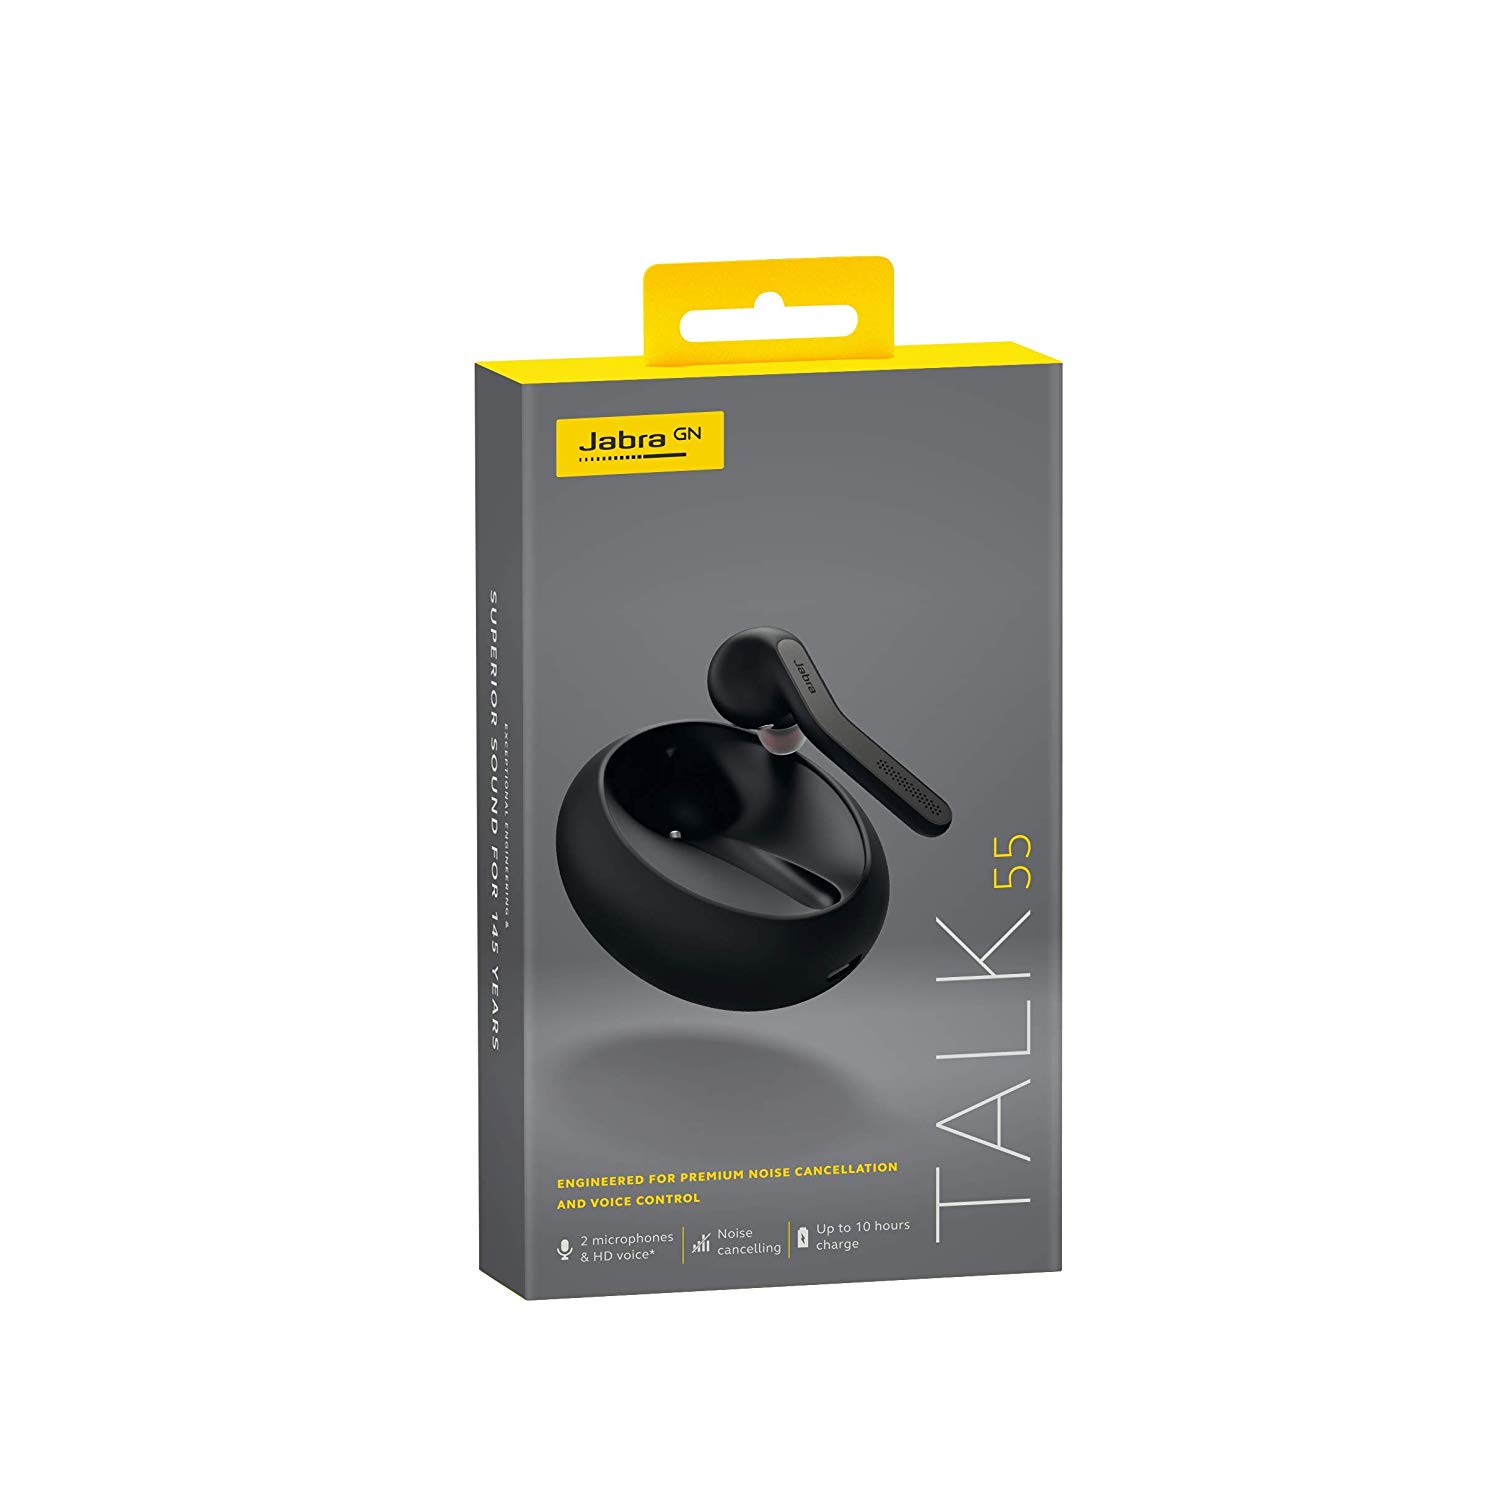 Jabra GN
Jabra
TALK 55
ENGINEERED FOR PREMIUM NOISE CANCELLATION
AND VOICE CONTROL
2 microphones
& HD voice*
Noise
cancelling
Up to 10 hours
charge
EXCEPTIONAL ENGINEERING &
SUPERIOR SOUND FOR 145 YEARS